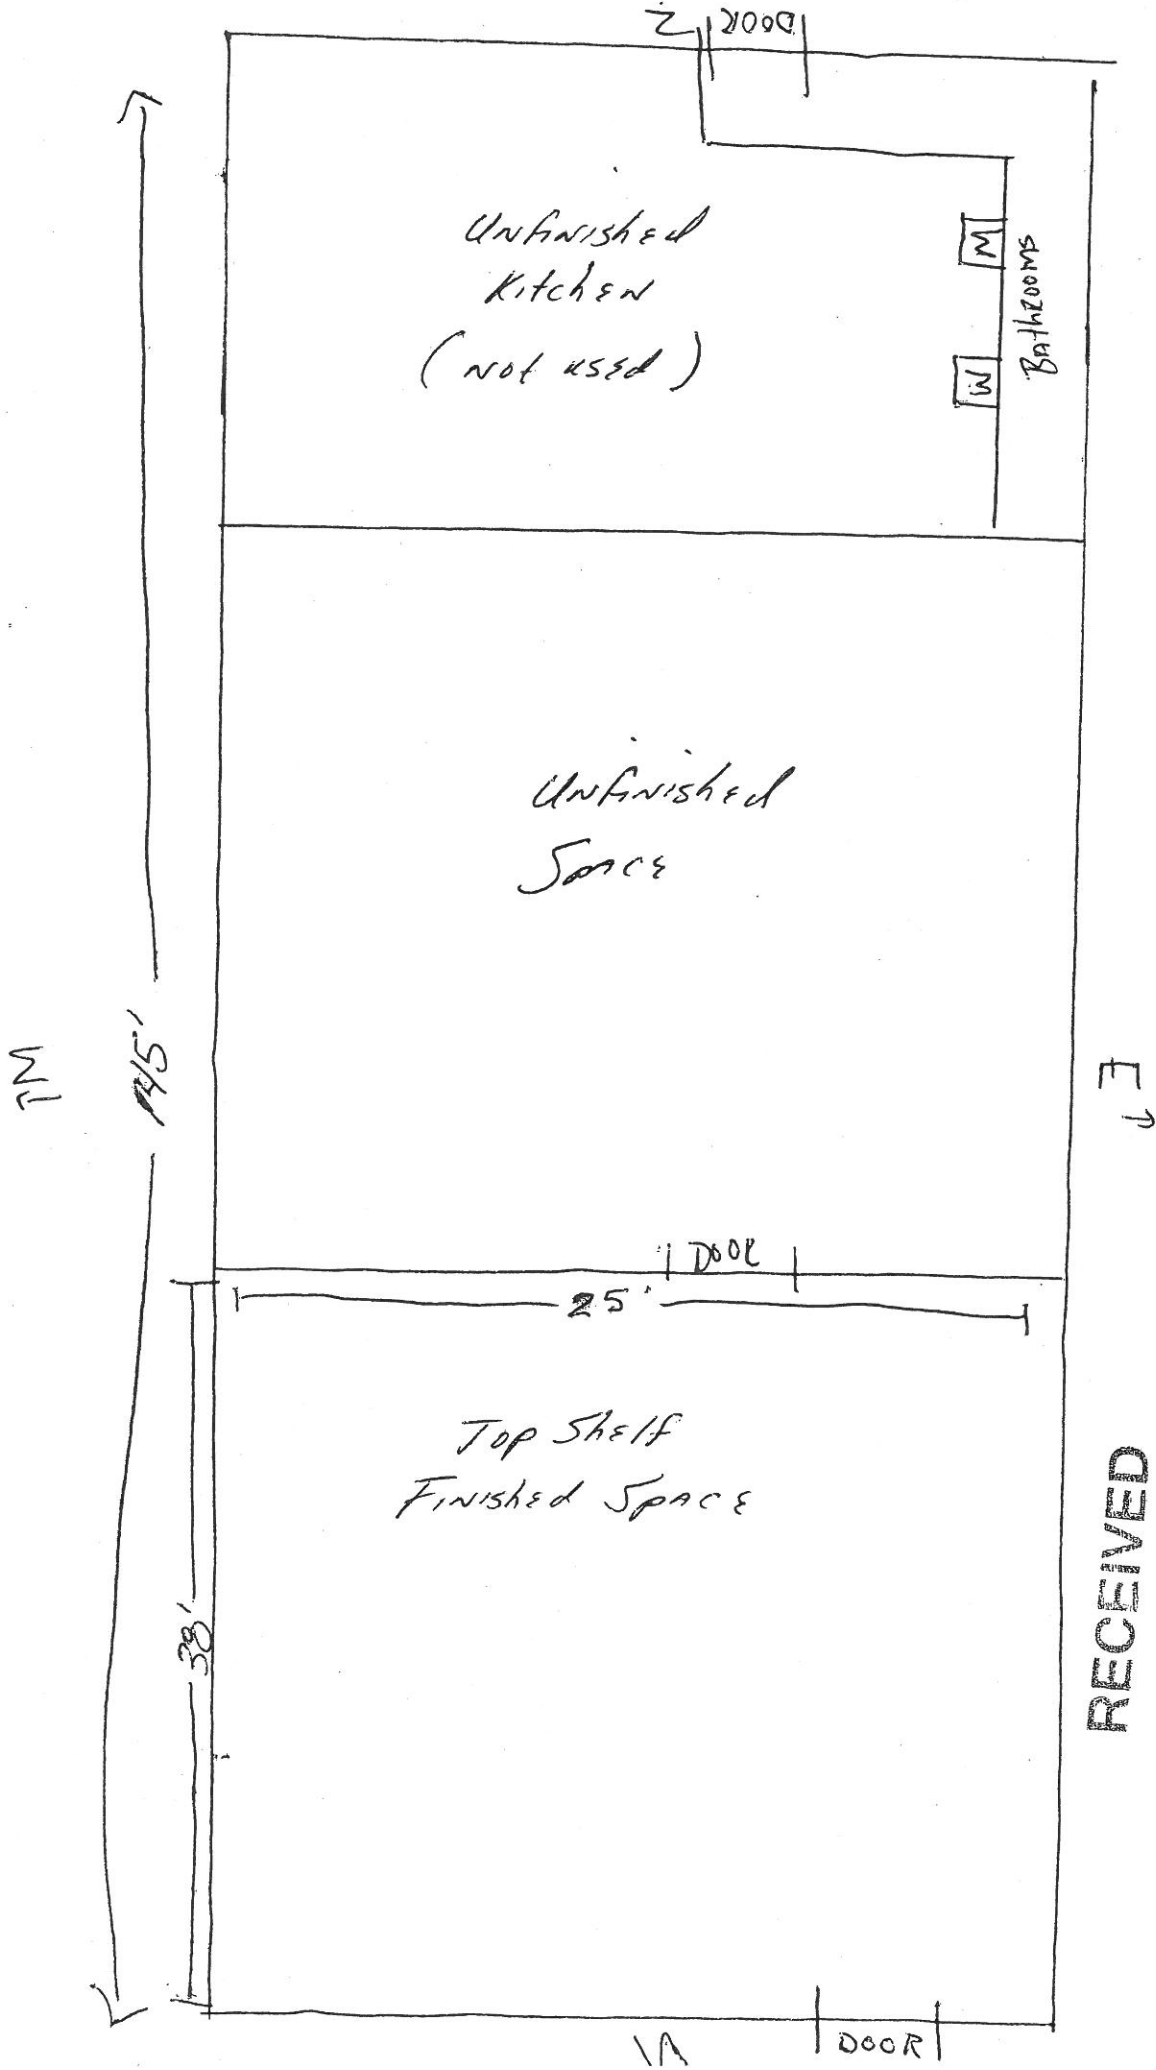 DOOR
Unfinished
Kitchen
(not used)
M
W
Bathrooms
Unfinished
Space
145'
E
DOOR
25'
Top Shelf
Finished Space
38'
RECEIVED
DOOR